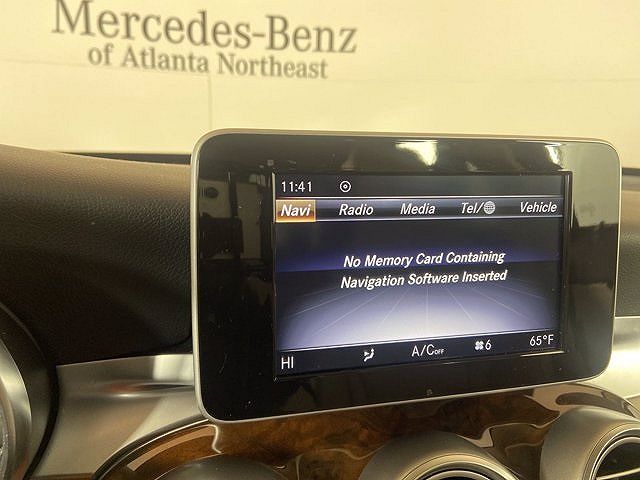 Mercedes-Benz
of Atlanta Northeast
11:41
Navi Radio Media Tel/ Vehicle
No Memory Card Containing
Navigation Software Inserted
HI A/C OFF 6 65°F